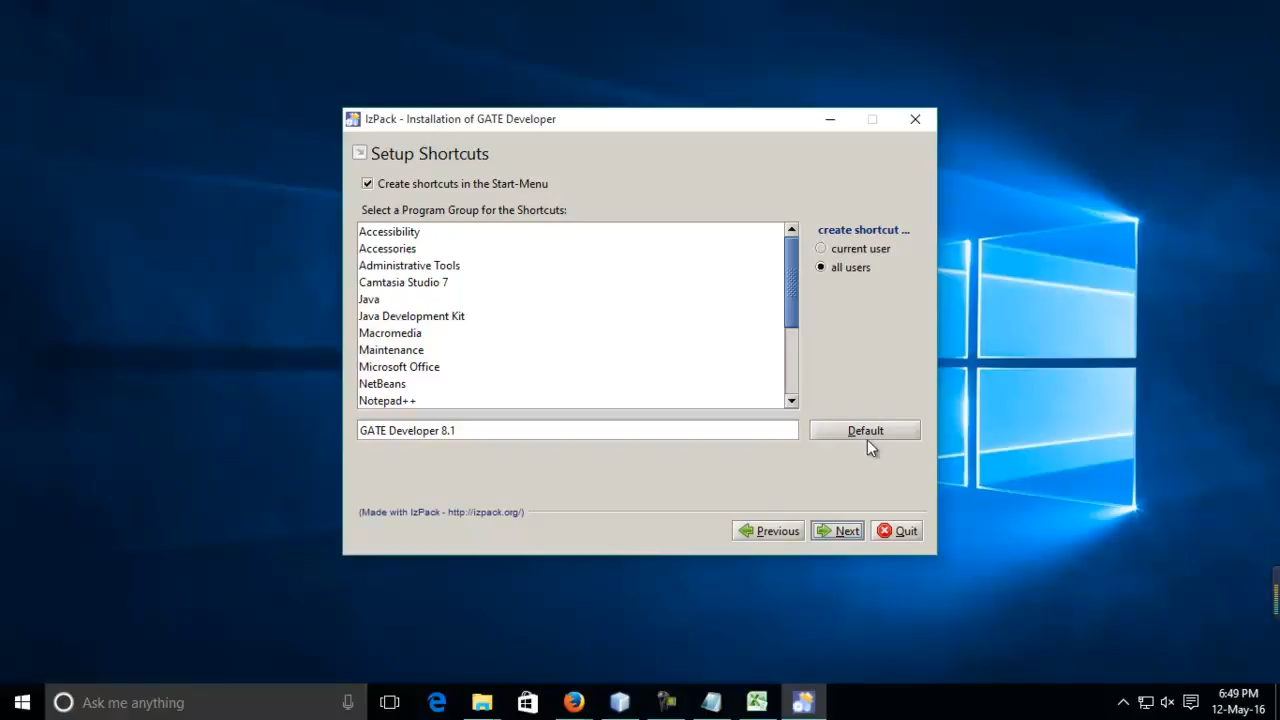 IzPack - Installation of GATE Developer
Setup Shortcuts
Create shortcuts in the Start-Menu
Select a Program Group for the Shortcuts:
Accessibility
Accessories
Administrative Tools
Camtasia Studio 7
Java
Java Development Kit
Macromedia
Maintenance
Microsoft Office
NetBeans
Notepad++
create shortcut ...
current user
all users
GATE Developer 8.1
Default
(Made with IzPack - http://izpack.org/)
Previous
Next
Quit
Ask me anything
6:49 PM
12-May-16